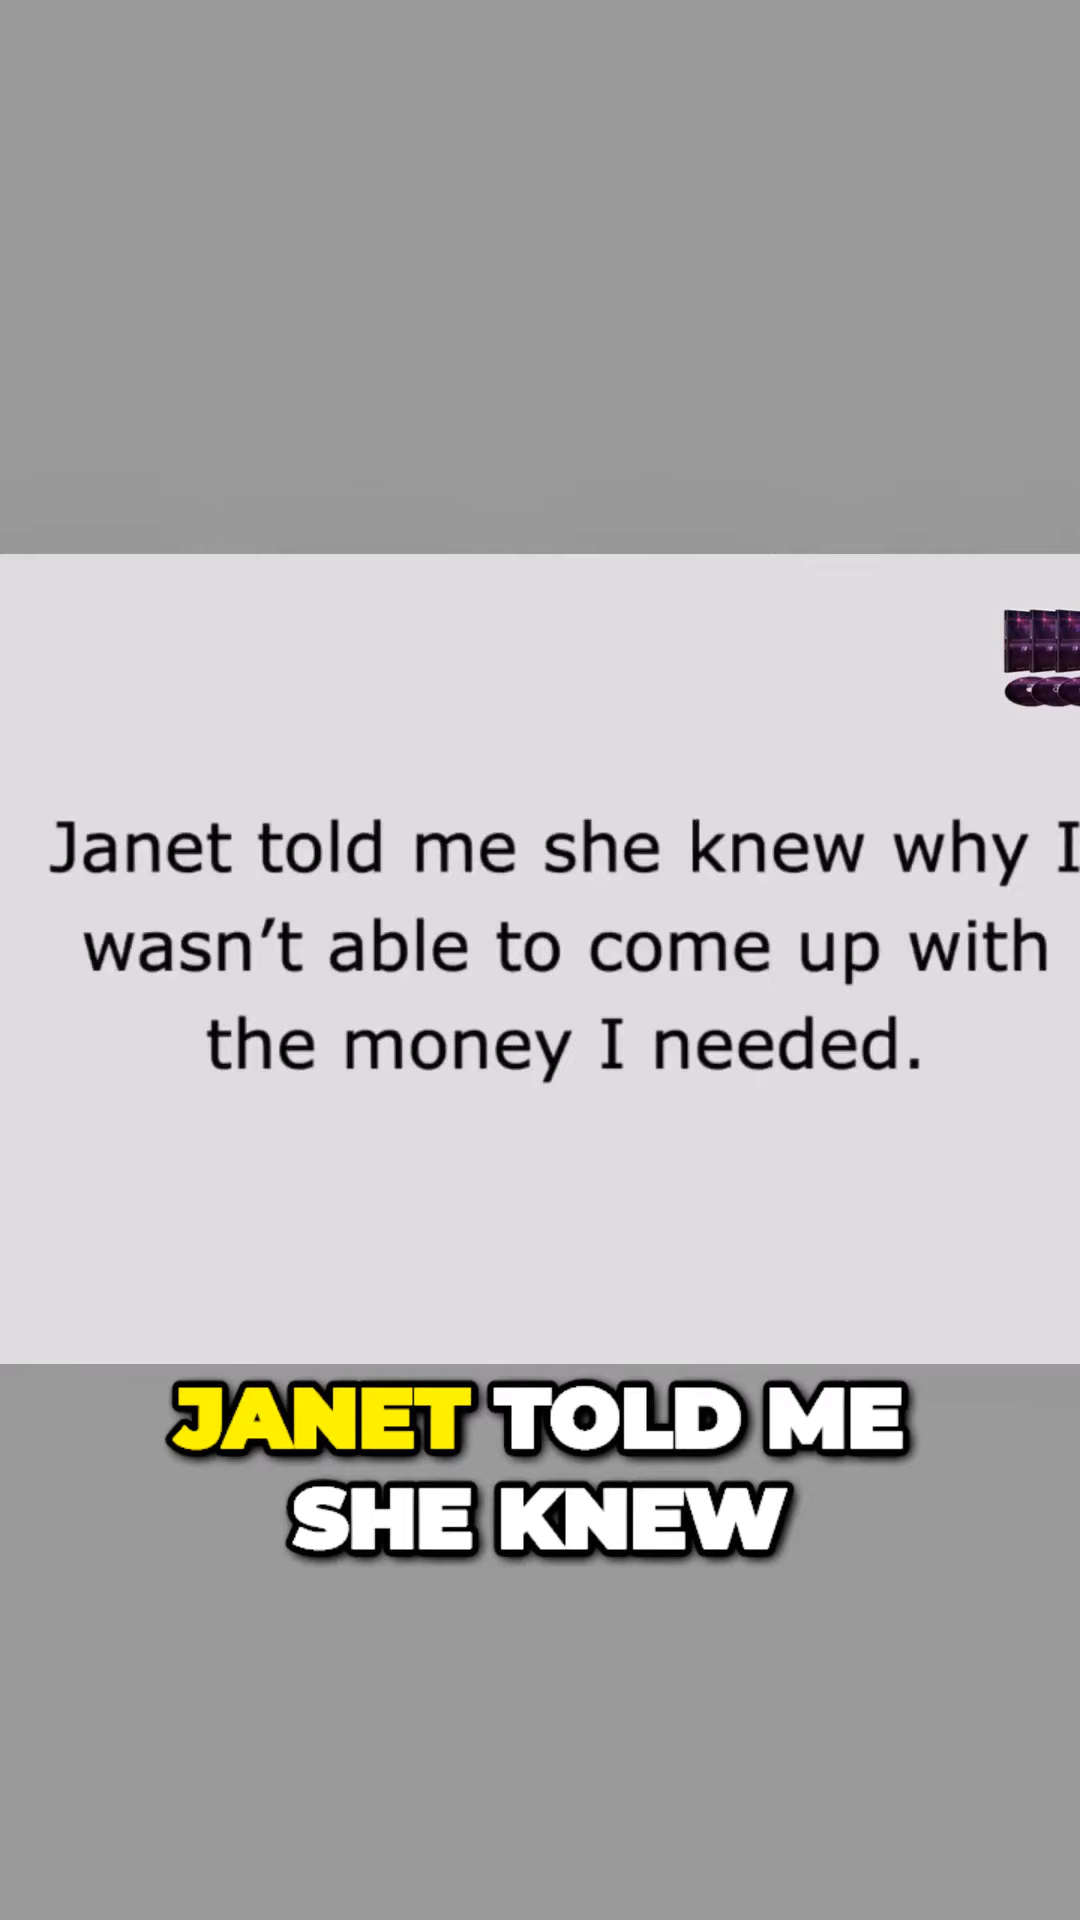 Janet told me she knew why I
wasn’t able to come up with
the money I needed.
JANET TOLD ME
SHE KNEW